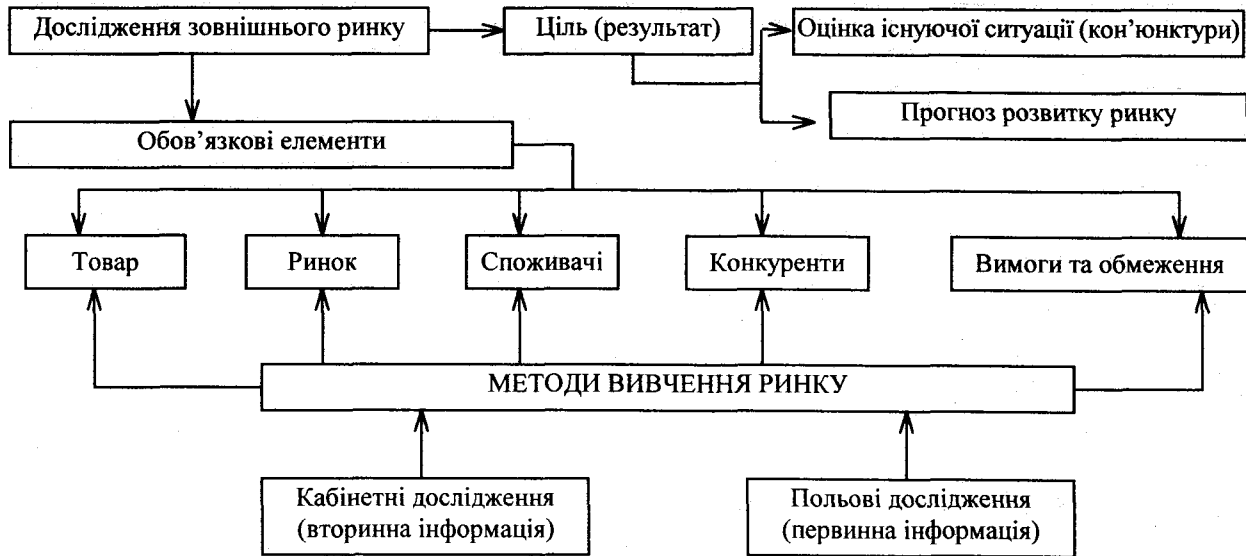 Дослідження зовнішнього ринку
Ціль (результат)
Оцінка існуючої ситуації (кон’юнктури)
Прогноз розвитку ринку
Обов’язкові елементи
Товар
Ринок
Споживачі
Конкуренти
Вимоги та обмеження
МЕТОДИ ВИВЧЕННЯ РИНКУ
Кабінетні дослідження
(вторинна інформація)
Польові дослідження
(первинна інформація)